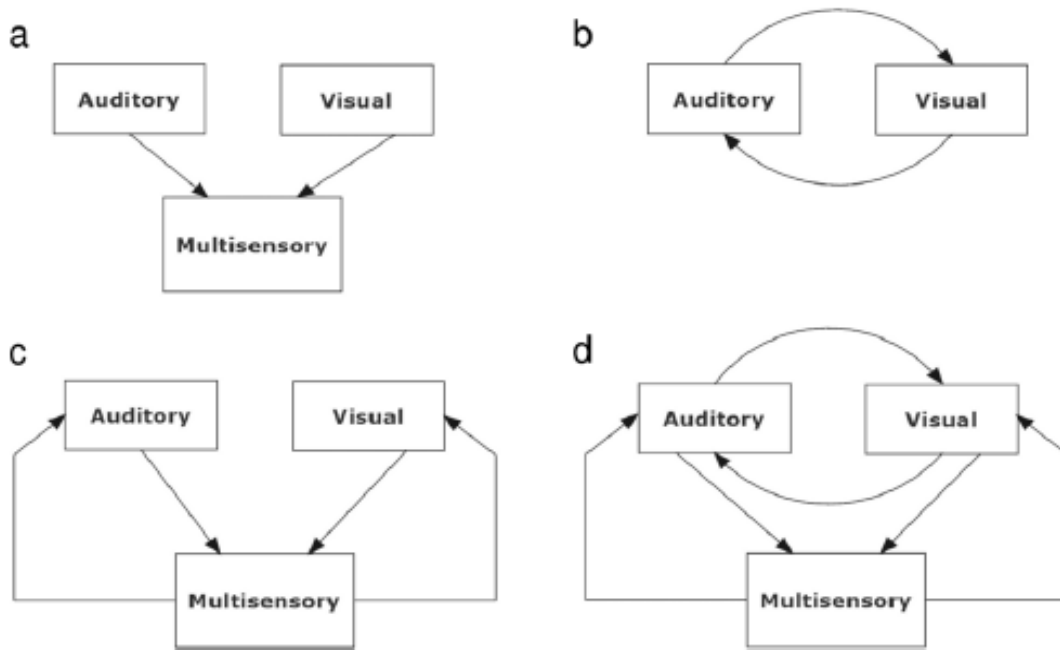 a
Auditory
Visual
Multisensory
b
Auditory
Visual
c
Auditory
Visual
Multisensory
d
Auditory
Visual
Multisensory